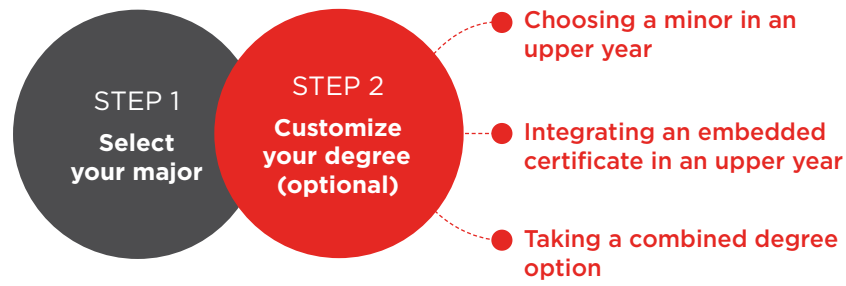 STEP 1
Select
your major
STEP 2
Customize
your degree
(optional)
Choosing a minor in an
upper year
Integrating an embedded
certificate in an upper year
Taking a combined degree
option